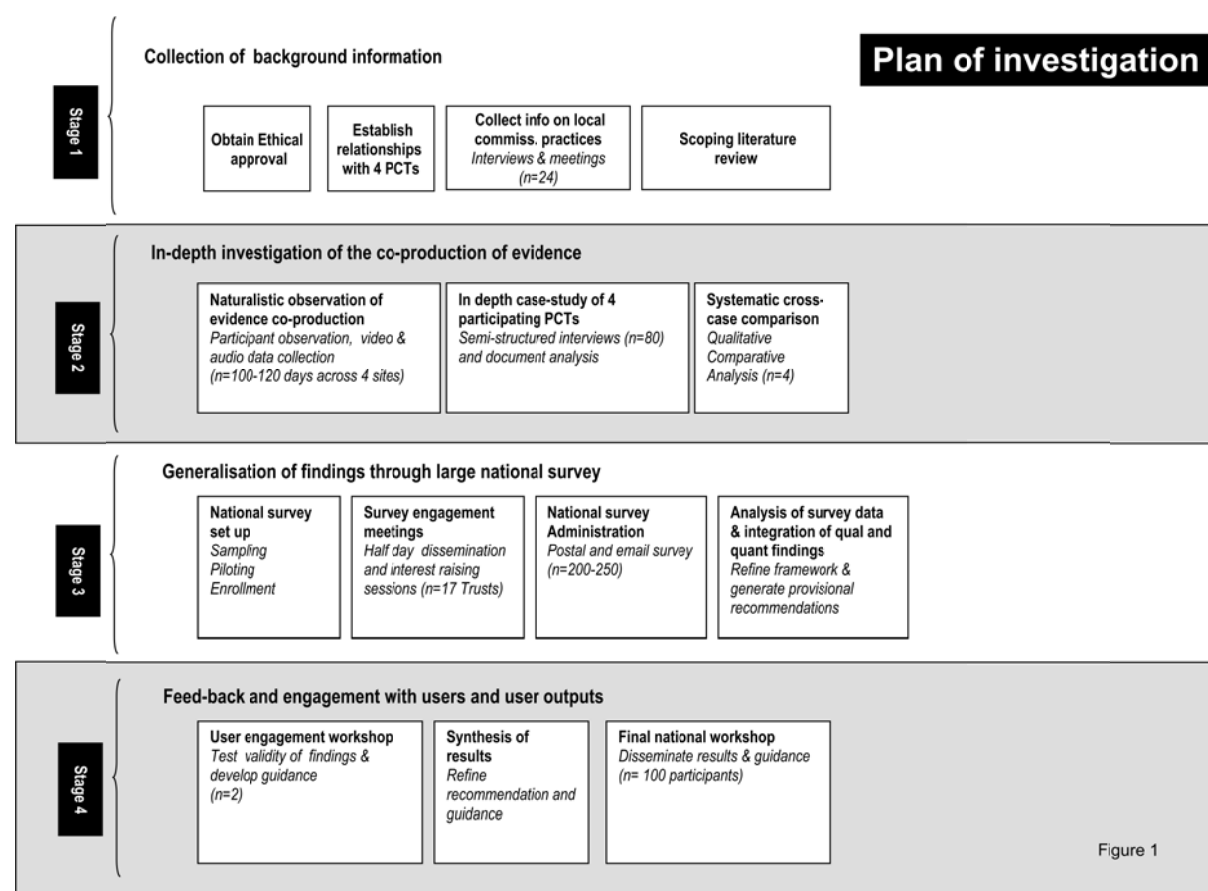 Plan of investigation
Stage 1
Collection of background information
Obtain Ethical
approval
Establish
relationships
with 4 PCTs
Collect info on local
commiss. practices
Interviews & meetings
(n=24)
Scoping literature
review
Stage 2
In-depth investigation of the co-production of evidence
Naturalistic observation of
evidence co-production
Participant observation, video &
audio data collection
(n=100-120 days across 4 sites)
In depth case-study of 4
participating PCTs
Semi-structured interviews (n=80)
and document analysis
Systematic cross-
case comparison
Qualitative
Comparative
Analysis (n=4)
Stage 3
Generalisation of findings through large national survey
National survey
set up
Sampling
Piloting
Enrollment
Survey engagement
meetings
Half day dissemination
and interest raising
sessions (n=17 Trusts)
National survey
Administration
Postal and email survey
(n=200-250)
Analysis of survey data
& integration of qual and
quant findings
Refine framework &
generate provisional
recommendations
Stage 4
Feed-back and engagement with users and user outputs
User engagement workshop
Test validity of findings &
develop guidance
(n=2)
Synthesis of
results
Refine
recommendation and
guidance
Final national workshop
Disseminate results & guidance
(n= 100 participants)
Figure 1